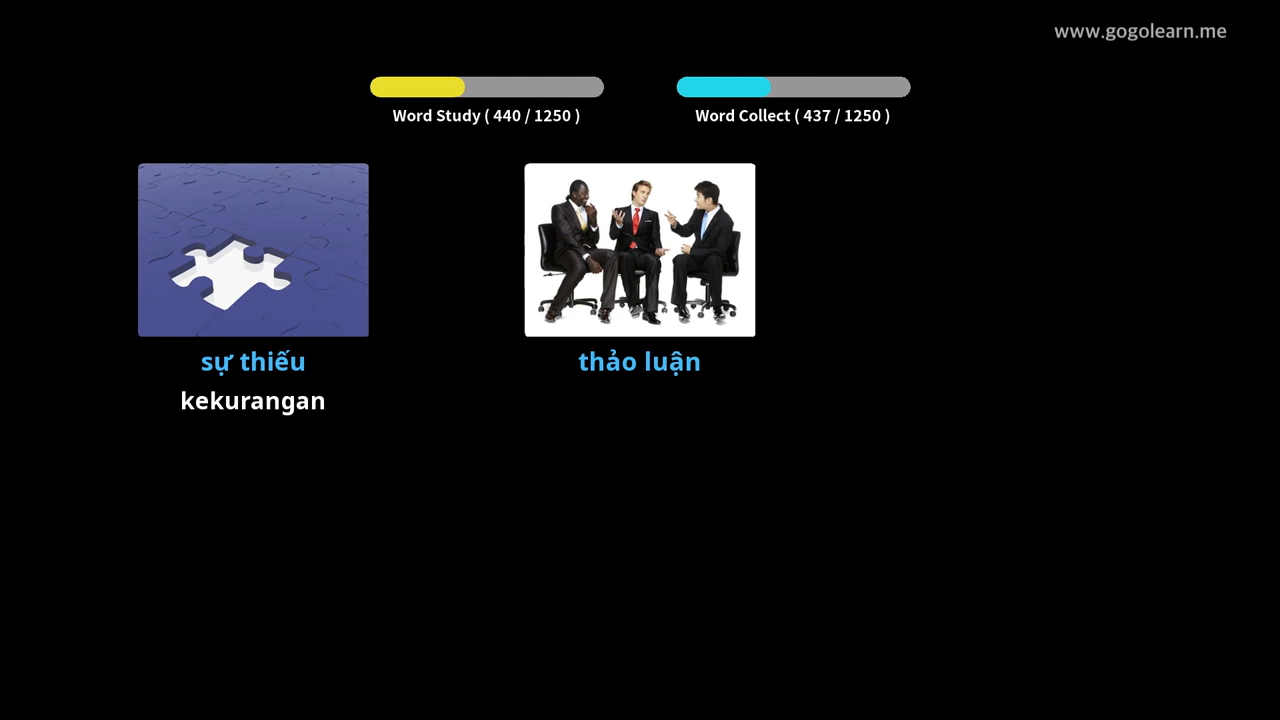 www.gogolearn.me
Word Study ( 440 / 1250 )
Word Collect ( 437 / 1250 )
sự thiếu
kekurangan
thảo luận